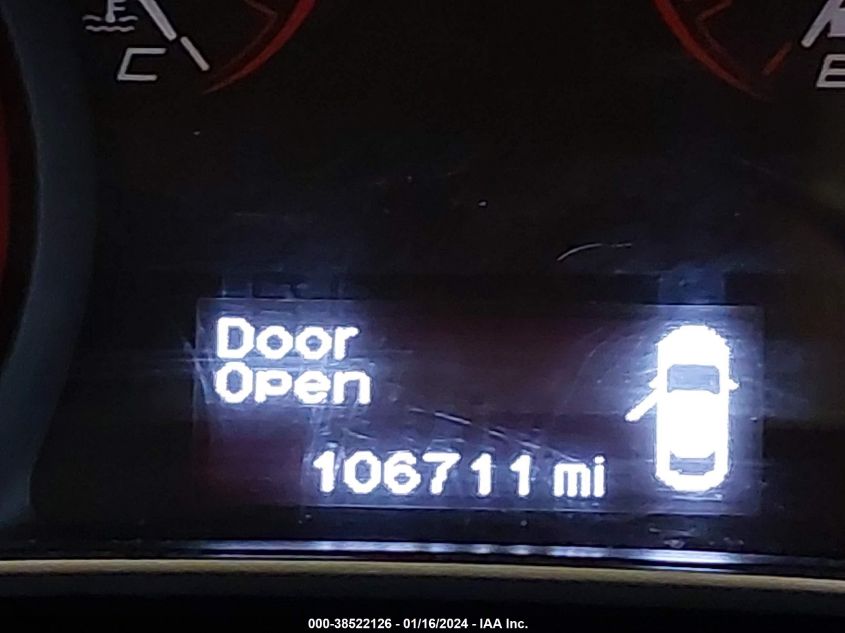 C
E
Door
Open
106711 mi
000-38522126 - 01/16/2024 - IAA Inc.